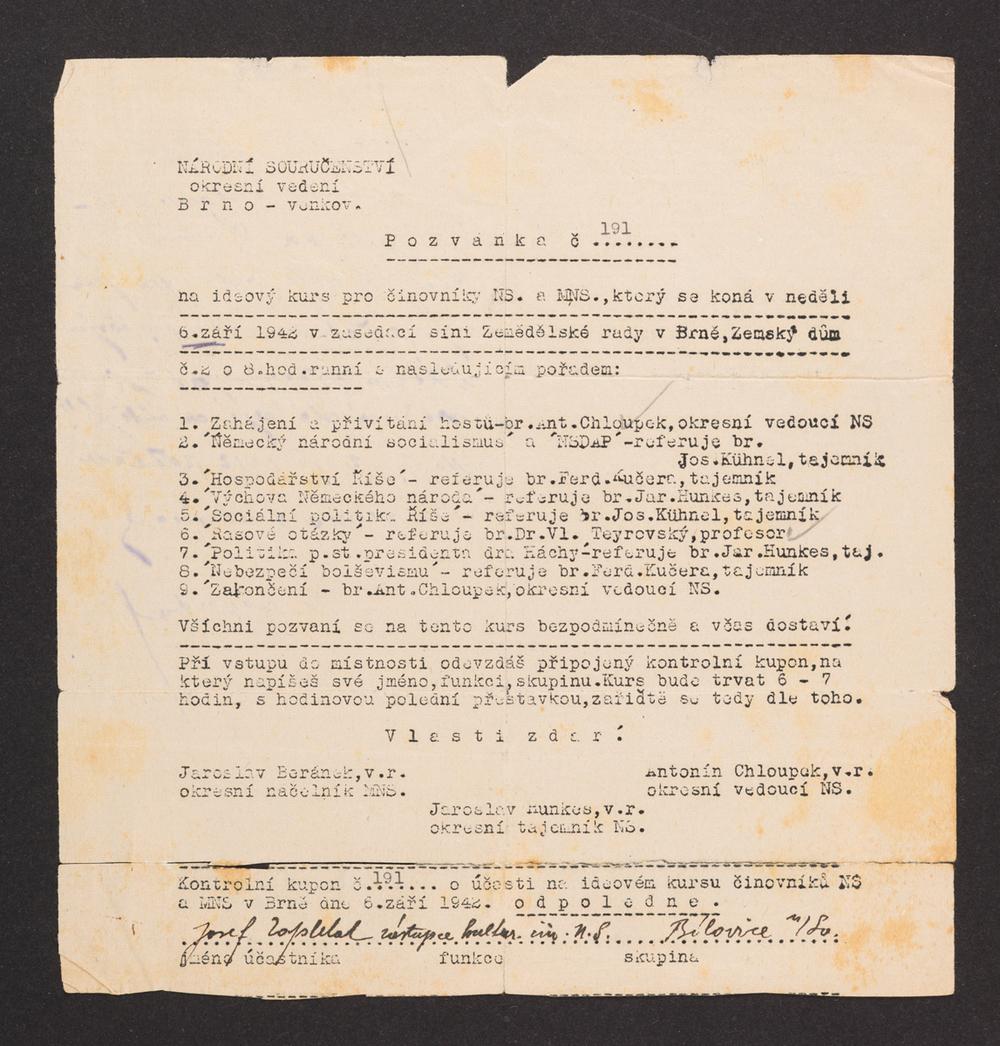 NÁRODNÍ SOURUČENSTVÍ
okresní vedení
B r n o - venkov.
P o z v á n k a č ........ 191
na ideový kurs pro činovníky NS. a MNS.,který se koná v neděli
6.září 1942 v zasedací síni Zemědělské rady v Brně,Zemský dům
č.2 o 8.hod.ranní s následujícím pořadem:
1. Zahájení a přivítání hostů-br.Ant.Chloupek,okresní vedoucí NS
2.´Německý národní socialismus´ a ´NSDAP´-referuje br.
Jos.Kühnel,tajemník
3.´Hospodářství Říše´- referuje br.Ferd.Kučera,tajemník
4.´Výchova Německého národa´- referuje br.Jar.Hunkes,tajemník
5.´Sociální politika Říše´- referuje br.Jos.Kühnel,tajemník
6.´Rasové otázky´- referuje br.Dr.Vl. Teyrovský,profesor
7.´Politika p.st.presidenta dra Háchy´-referuje br.Jar.Hunkes,taj.
8.´Nebezpečí bolševismu´- referuje br.Ferd.Kučera,tajemník
9.´Zakončení - br.Ant.Chloupek,okresní vedoucí NS.
Všichni pozvaní se na tento kurs bezpodmínečně a včas dostaví!
Při vstupu do místnosti odevzdáš připojený kontrolní kupon,na
který napíšeš své jméno,funkci,skupinu.Kurs bude trvat 6 - 7
hodin, s hodinovou polední přestávkou,zařiďte se tedy dle toho.
V l a s t i z d a r !
Jaroslav Beránek,v.r. Antonín Chloupek,v.r.
okresní náčelník MNS. okresní vedoucí NS.
Jaroslav Hunkes,v.r.
okresní tajemník NS.
Kontrolní kupon č.191... o účasti na ideovém kursu činovníků NS
a MNS v Brně dne 6.září 1942. o d p o l e d n e .
Josef Zapletal zástupce kultur. N.S. Bílovice n/Sv.
jméno účastníka funkce skupina